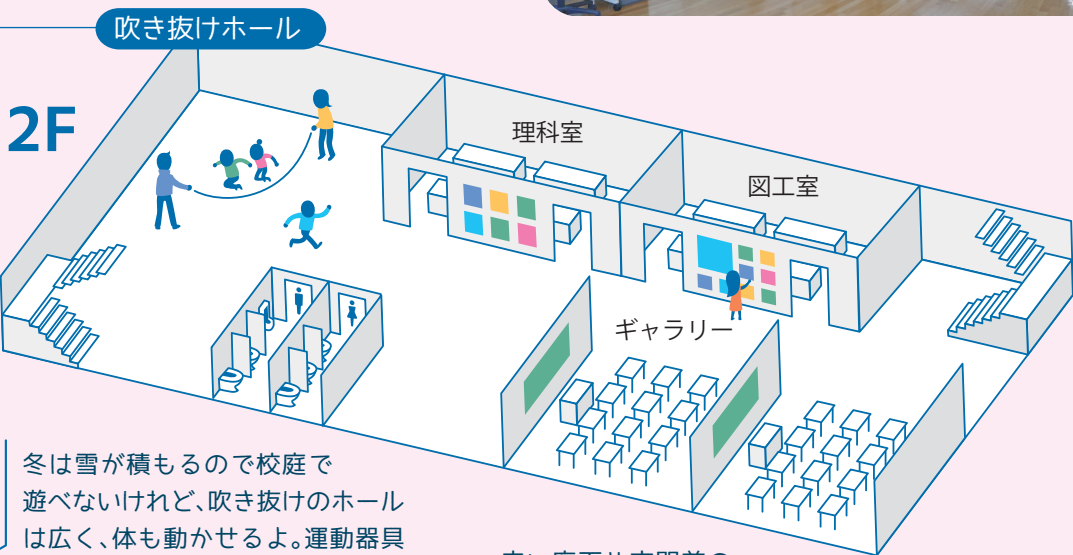 吹き抜けホール
2F
理科室
図工室
ギャラリー
冬は雪が積もるので校庭で
遊べないけれど、吹き抜けのホール
は広く、体も動かせるよ。運動器具